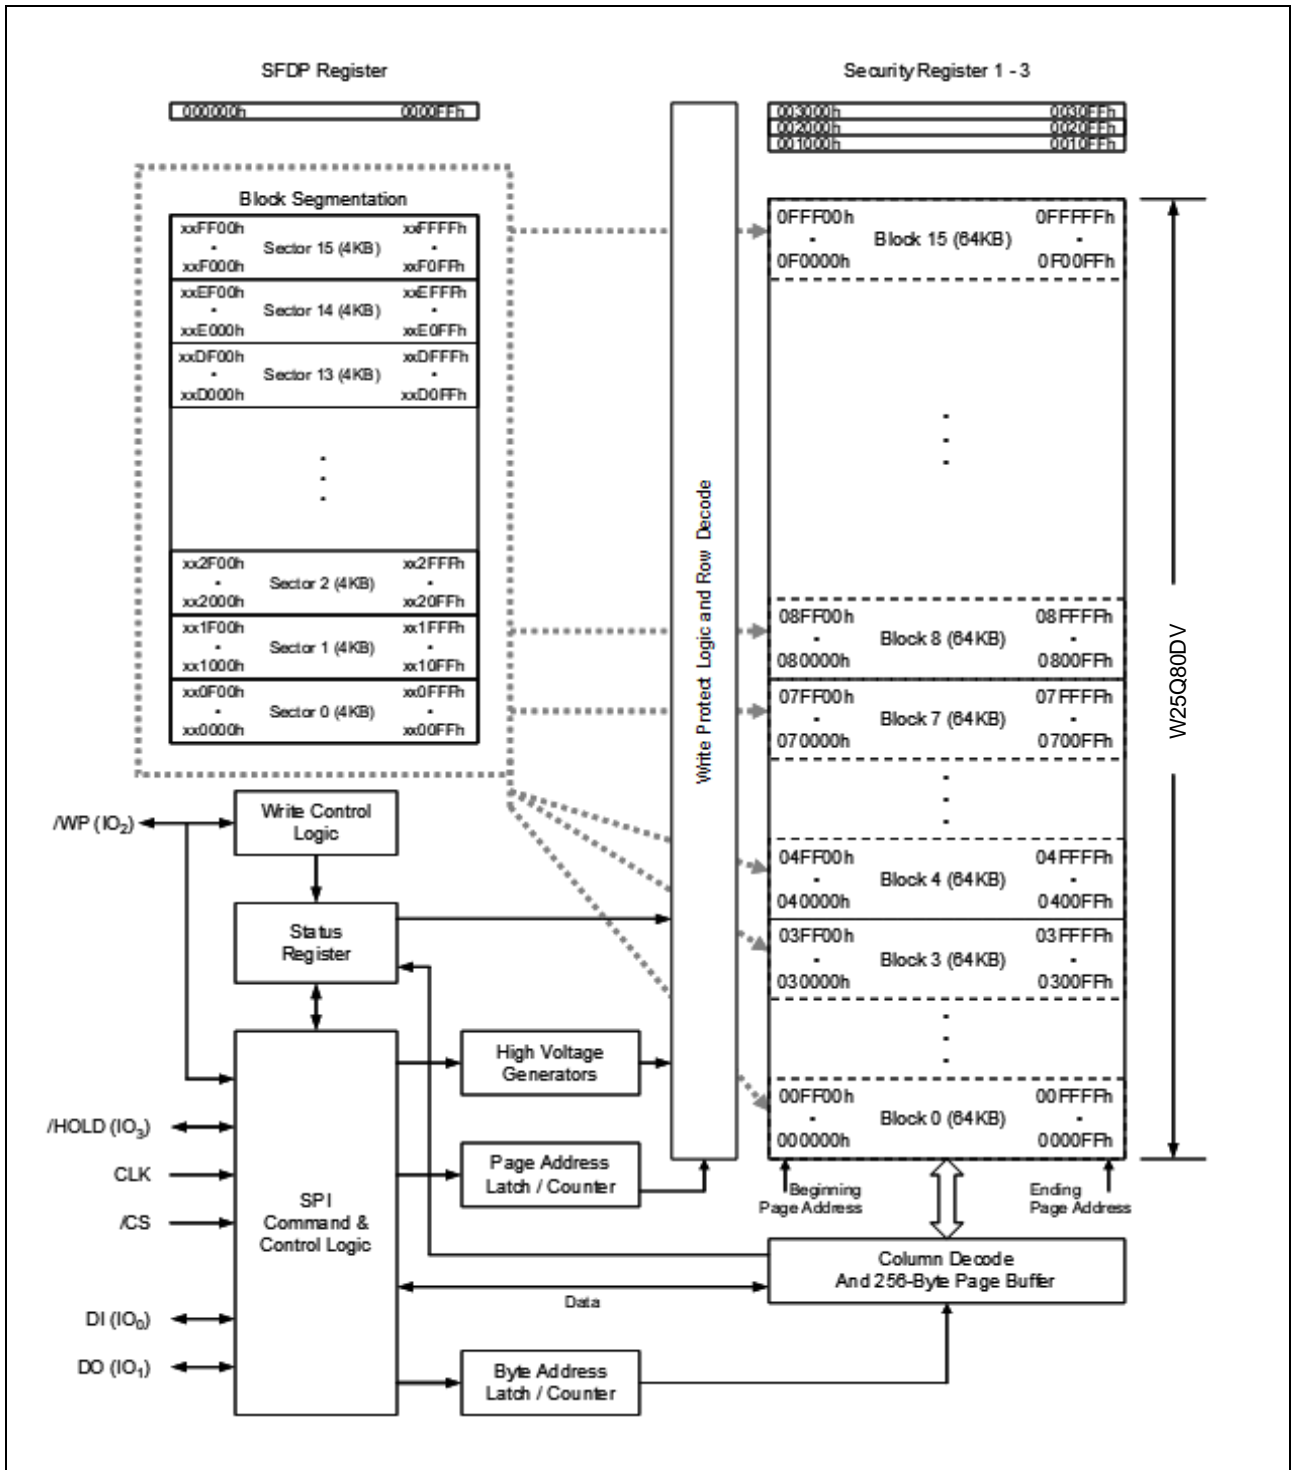 SFDP Register
000000h 0000FFh
Block Segmentation
xxFF00h xxFFFFh
Sector 15 (4KB)
xxF000h xxF0FFh
xxEF00h xxEFFFh
Sector 14 (4KB)
xxE000h xxE0FFh
xxDF00h xxDFFFh
Sector 13 (4KB)
xxD000h xxD0FFh
xx2F00h xx2FFFh
Sector 2 (4KB)
xx2000h xx20FFh
xx1F00h xx1FFFh
Sector 1 (4KB)
xx1000h xx10FFh
xx0F00h xx0FFFh
Sector 0 (4KB)
xx0000h xx00FFh
Write Protect Logic and Row Decode
Security Register 1 - 3
003000h 0030FFh
002000h 0020FFh
001000h 0010FFh
0FFF00h 0FFFFFh
Block 15 (64KB)
0F0000h 0F00FFh
08FF00h 08FFFFh
Block 8 (64KB)
080000h 0800FFh
07FF00h 07FFFFh
Block 7 (64KB)
070000h 0700FFh
04FF00h 04FFFFh
Block 4 (64KB)
040000h 0400FFh
03FF00h 03FFFFh
Block 3 (64KB)
030000h 0300FFh
00FF00h 00FFFFh
Block 0 (64KB)
000000h 0000FFh
W25Q80DV
Beginning
Page Address
Ending
Page Address
/WP (IO2)
Write Control
Logic
Status
Register
High Voltage
Generators
/HOLD (IO3)
CLK
/CS
DI (IO0)
DO (IO1)
SPI
Command &
Control Logic
Page Address
Latch / Counter
Column Decode
And 256-Byte Page Buffer
Data
Byte Address
Latch / Counter